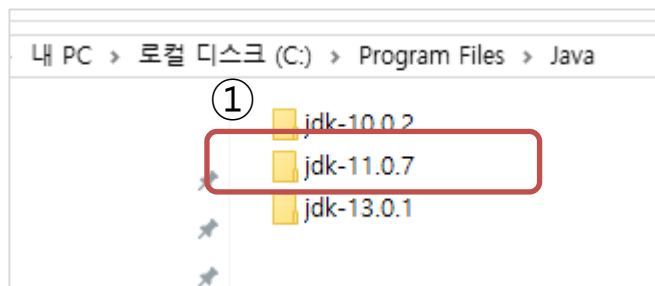 내 PC > 로컬 디스크 (C:) > Program Files > Java
①
jdk-10.0.2
jdk-11.0.7
jdk-13.0.1